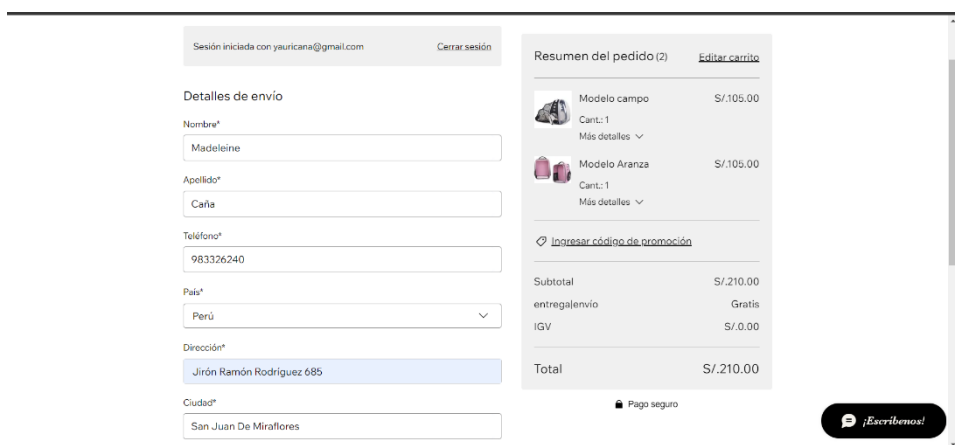 Sesión iniciada con yauricana@gmail.com Cerrar sesión
Detalles de envío
Nombre*
Madeleine
Apellido*
Caña
Teléfono*
983326240
País*
Perú
Dirección*
Jirón Ramón Rodríguez 685
Ciudad*
San Juan De Miraflores
Resumen del pedido (2) Editar carrito
Modelo campo S/.105.00
Cant.: 1
Más detalles
Modelo Aranza S/.105.00
Cant.: 1
Más detalles
Ingresar código de promoción
Subtotal S/.210.00
entrega|envío Gratis
IGV S/.0.00
Total S/.210.00
Pago seguro
¡Escríbenos!